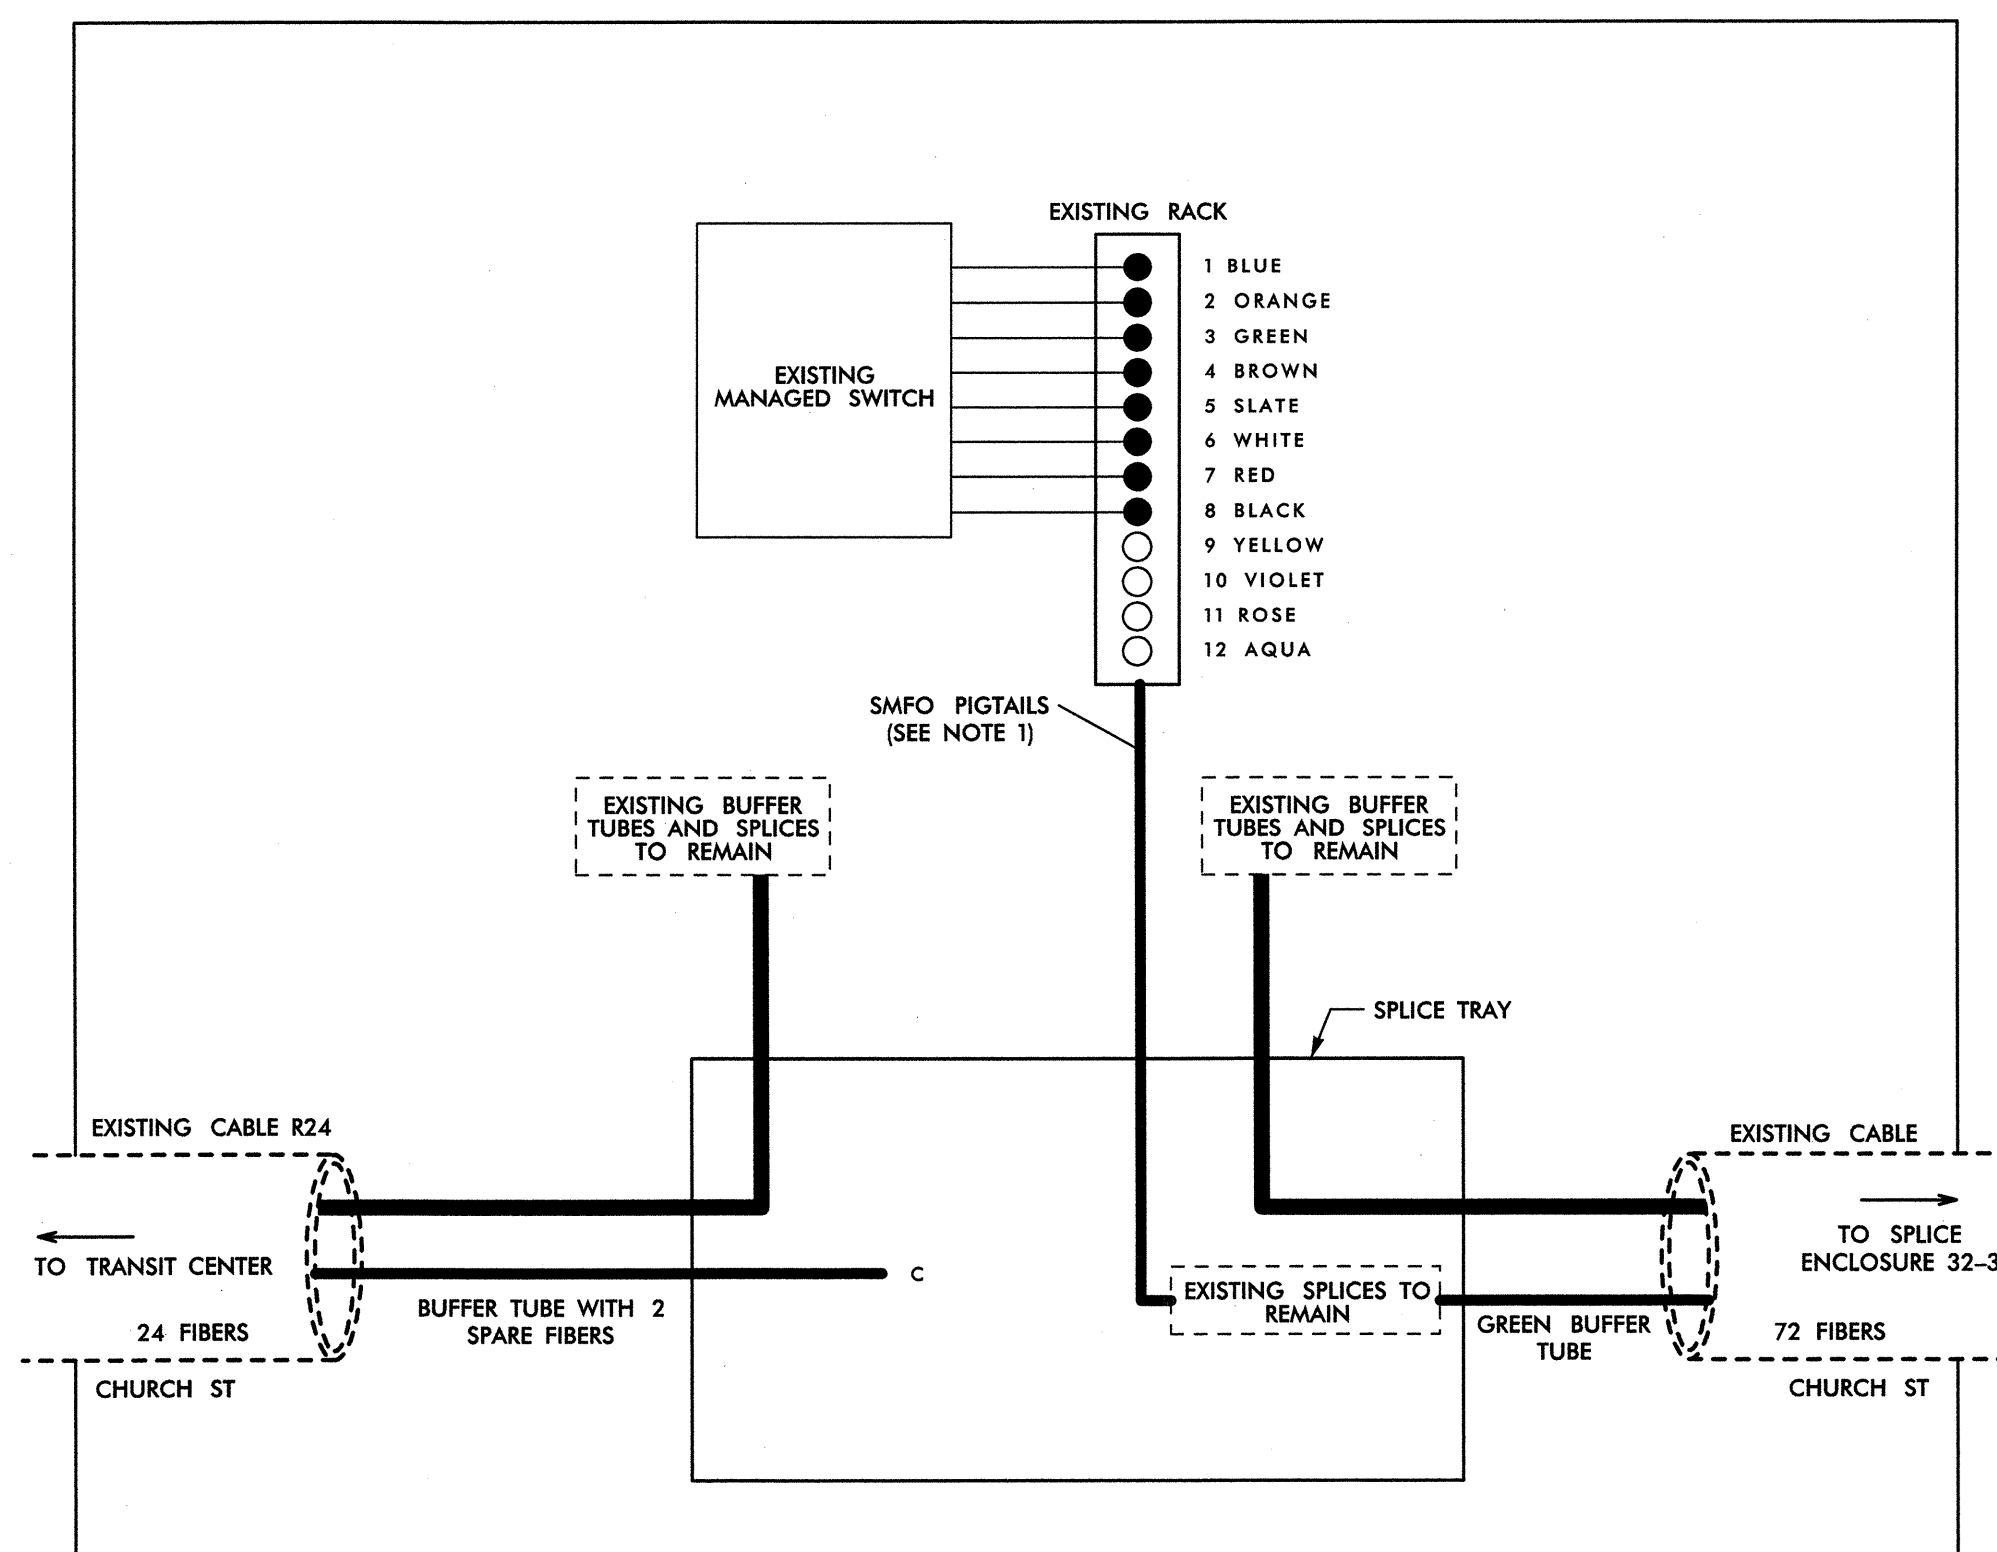 EXISTING RACK
1 BLUE
2 ORANGE
3 GREEN
4 BROWN
5 SLATE
6 WHITE
7 RED
8 BLACK
9 YELLOW
10 VIOLET
11 ROSE
12 AQUA
EXISTING
MANAGED SWITCH
SMFO PIGTAILS
(SEE NOTE 1)
EXISTING BUFFER
TUBES AND SPLICES
TO REMAIN
EXISTING BUFFER
TUBES AND SPLICES
TO REMAIN
SPLICE TRAY
EXISTING CABLE R24
TO TRANSIT CENTER
24 FIBERS
CHURCH ST
BUFFER TUBE WITH 2
SPARE FIBERS
C
EXISTING SPLICES TO
REMAIN
GREEN BUFFER
TUBE
EXISTING CABLE
TO SPLICE
ENCLOSURE 32-3
72 FIBERS
CHURCH ST